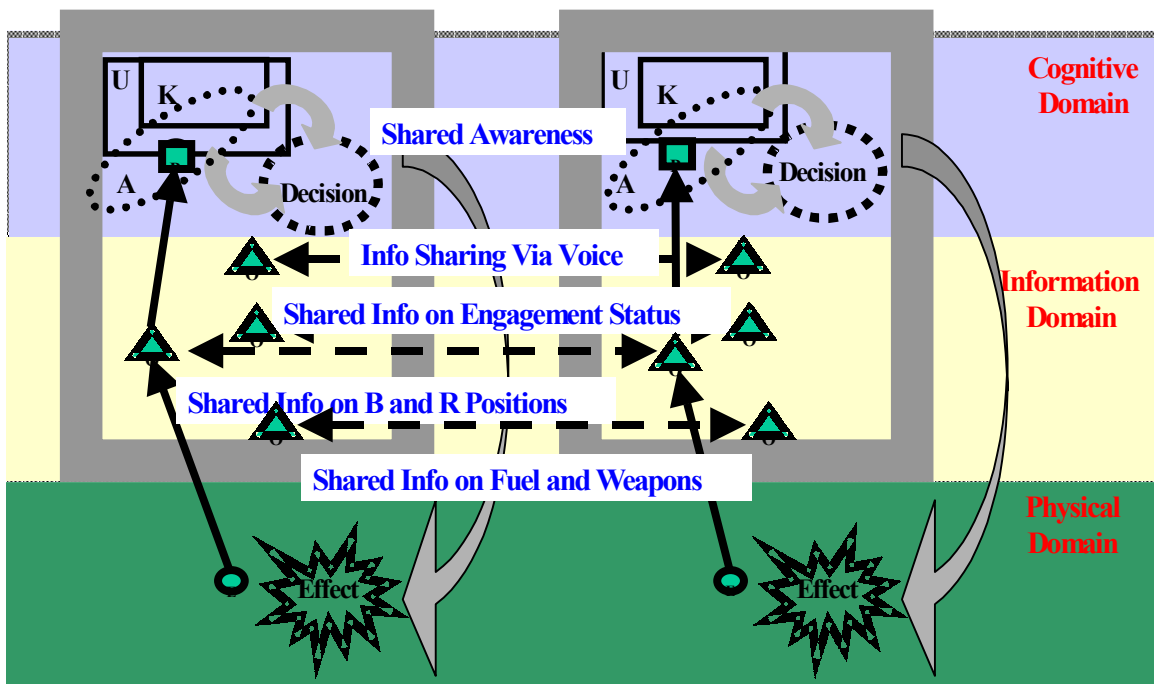 U
K
A
Decision
Shared Awareness
U
K
A
Decision
Cognitive
Domain
Info Sharing Via Voice
Shared Info on Engagement Status
Information
Domain
Shared Info on B and R Positions
Shared Info on Fuel and Weapons
Physical
Domain
Effect
Effect